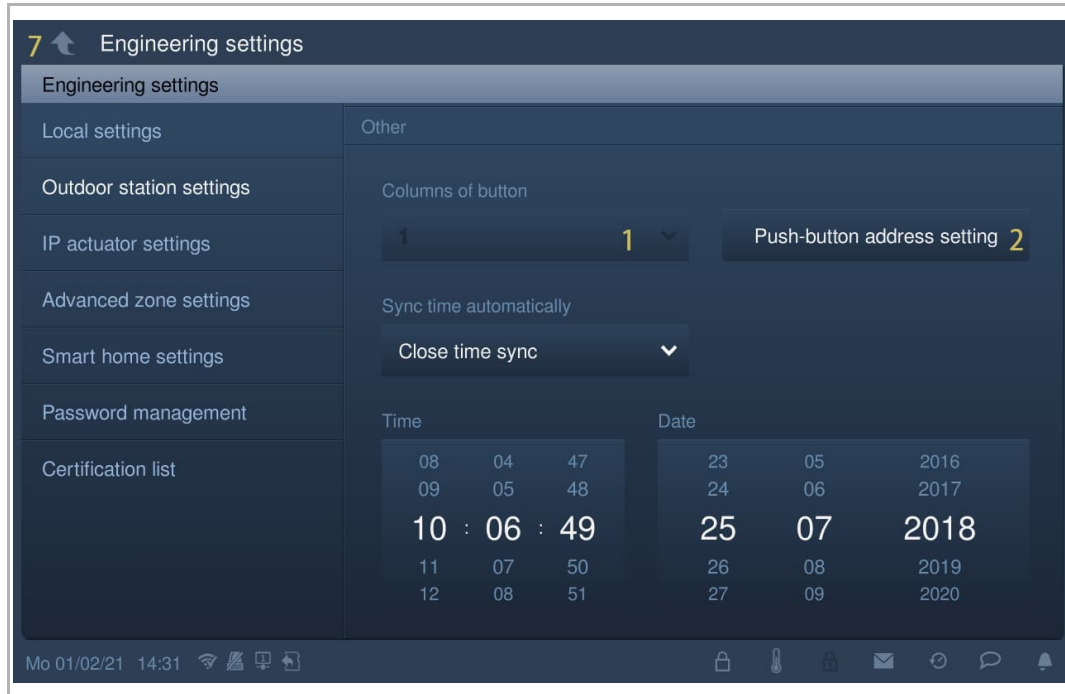 7 Engineering settings
Engineering settings
Local settings
Outdoor station settings
IP actuator settings
Advanced zone settings
Smart home settings
Password management
Certification list
Other
Columns of button
1 1
Push-button address setting 2
Sync time automatically
Close time sync
Time
08 04 47
09 05 48
10 : 06 : 49
11 07 50
12 08 51
Date
23 05 2016
24 06 2017
25 07 2018
26 08 2019
27 09 2020
Mo 01/02/21 14:31